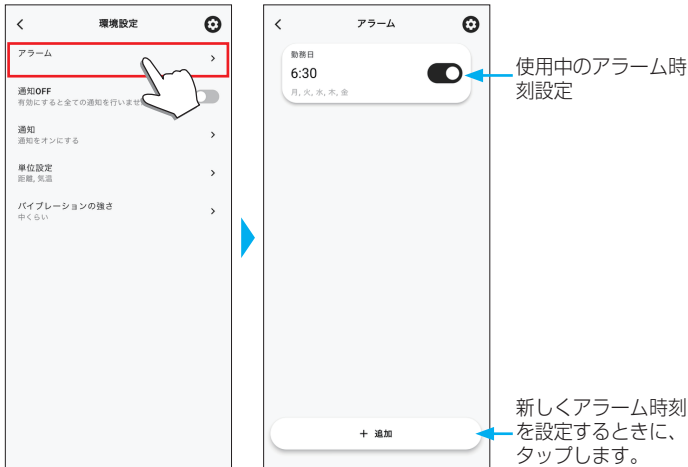 環境設定
アラーム
通知OFF
有効にすると全ての通知を行いませ
通知
通知をオンにする
単位設定
距離, 気温
バイブレーションの強さ
中くらい
アラーム
勤務日
6:30
月, 火, 水, 木, 金
+ 追加
使用中のアラーム時
刻設定
新しくアラーム時刻
を設定するときに、
タップします。